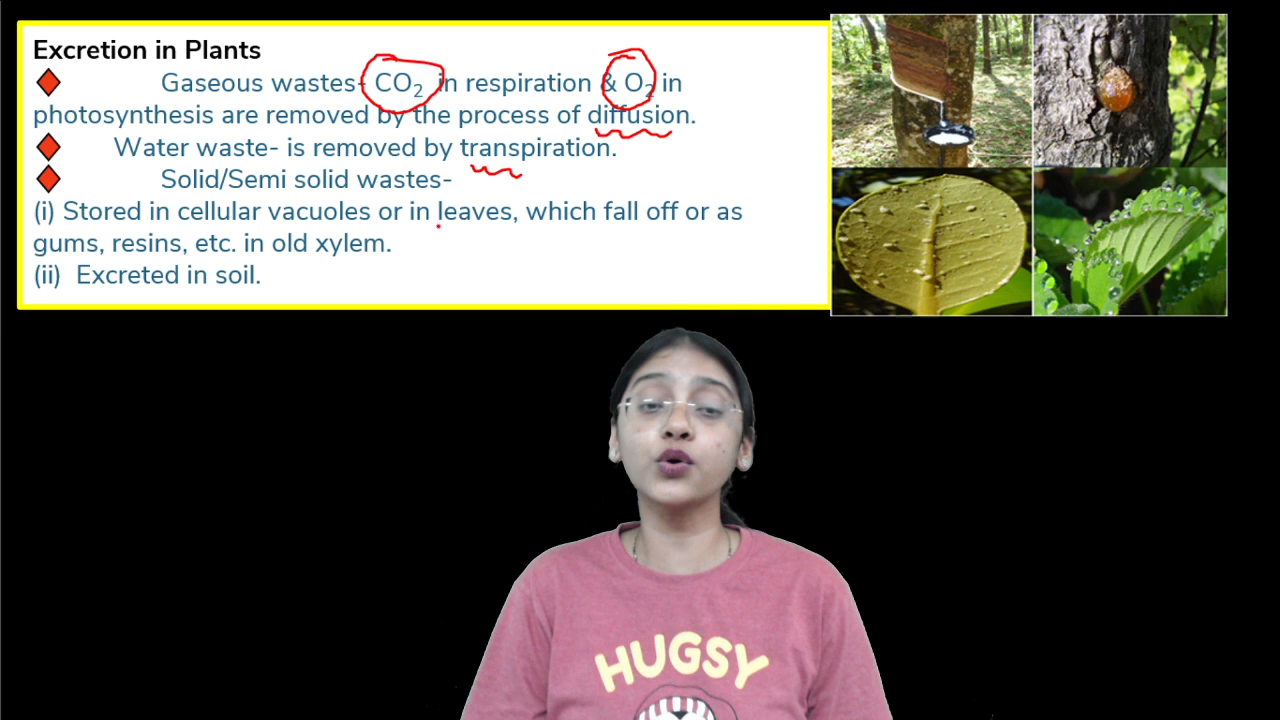 Excretion in Plants
Gaseous wastes- CO₂ in respiration & O₂ in
photosynthesis are removed by the process of diffusion.
Water waste- is removed by transpiration.
Solid/Semi solid wastes-
(i) Stored in cellular vacuoles or in leaves, which fall off or as
gums, resins, etc. in old xylem.
(ii) Excreted in soil.
HUGSY